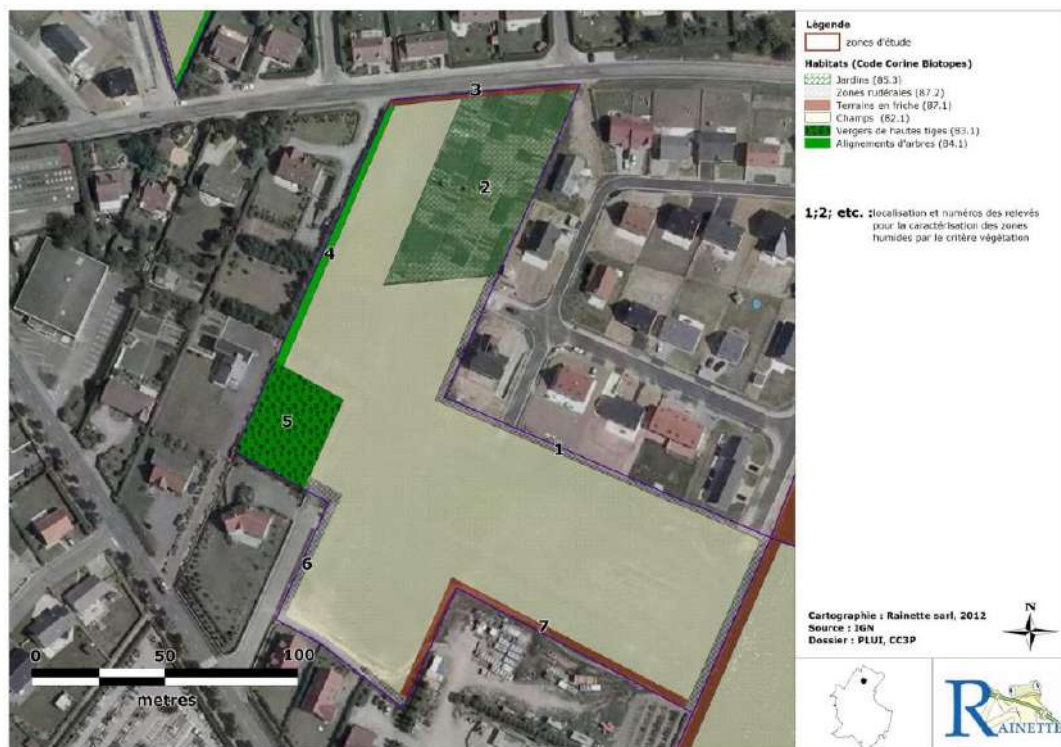 Légende
zones d'étude
Habitats (Code Corine Biotopes)
Jardins (85.3)
Zones rudérales (87.2)
Terrains en friche (87.1)
Champs (82.1)
Vergers de hautes tiges (83.1)
Alignements d'arbres (84.1)
1;2; etc. :localisation et numéros des relevés
pour la caractérisation des zones
humides par le critère végétation
3
2
4
5
1
6
7
0 50 100
metres
Cartographie : Rainette sarl, 2012
Source : IGN
Dossier : PLUI, CC3P
N
RAINETTE